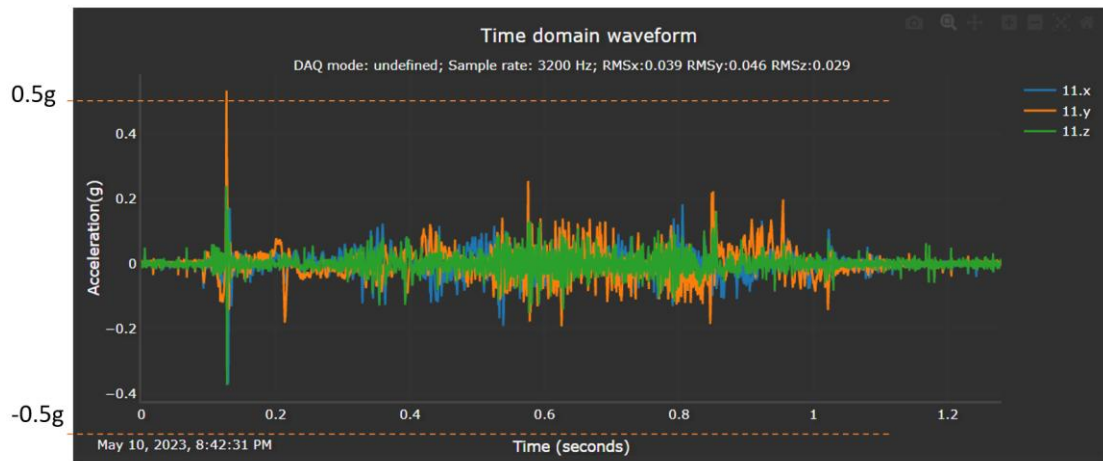 Time domain waveform
DAQ mode: undefined; Sample rate: 3200 Hz; RMSx:0.039 RMSy:0.046 RMSz:0.029
0.5g
11.x
11.y
11.z
0.4
0.2
0
−0.2
−0.4
Acceleration(g)
0 0.2 0.4 0.6 0.8 1 1.2
-0.5g
May 10, 2023, 8:42:31 PM
Time (seconds)